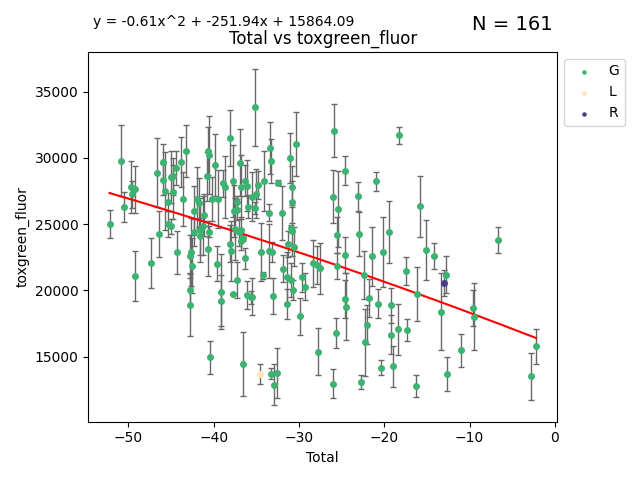 y = -0.61x^2 + -251.94x + 15864.09
N = 161
Total vs toxgreen_fluor
toxgreen_fluor
35000
30000
25000
20000
15000
−50
−40
−30
−20
−10
0
Total
G
L
R